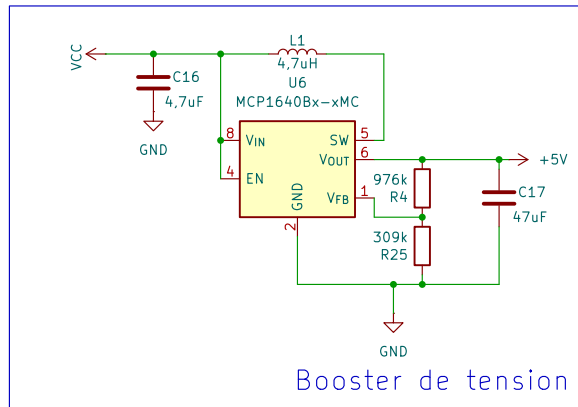 VCC
L1
4,7uH
C16
4,7uF
GND
U6
MCP1640Bx-xMC
8
VIN
SW
5
VOUT
6
+5V
4
EN
VFB
1
GND
2
976k
R4
309k
R25
C17
47uF
GND
Booster de tension